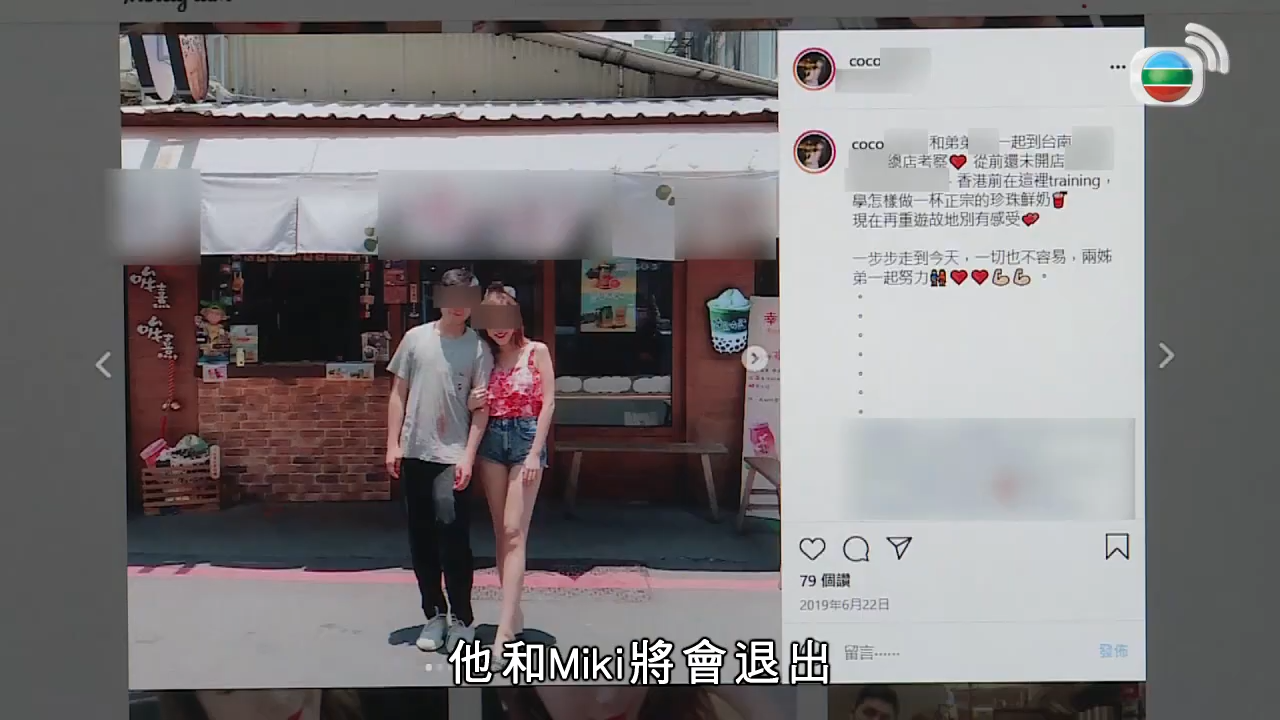 coco
coco 和弟弟 一起到台南
店考察❤ 從前還未開店
香港前在這裡training，
學怎樣做一杯正宗的珍珠鮮奶🥤
現在再重遊故地別有感受💕
一步步走到今天，一切也不容易，兩姊
弟一起努力👫❤❤💪💪。
79 個讚
2019年6月22日
留言......
發佈
幸
他和Miki將會退出